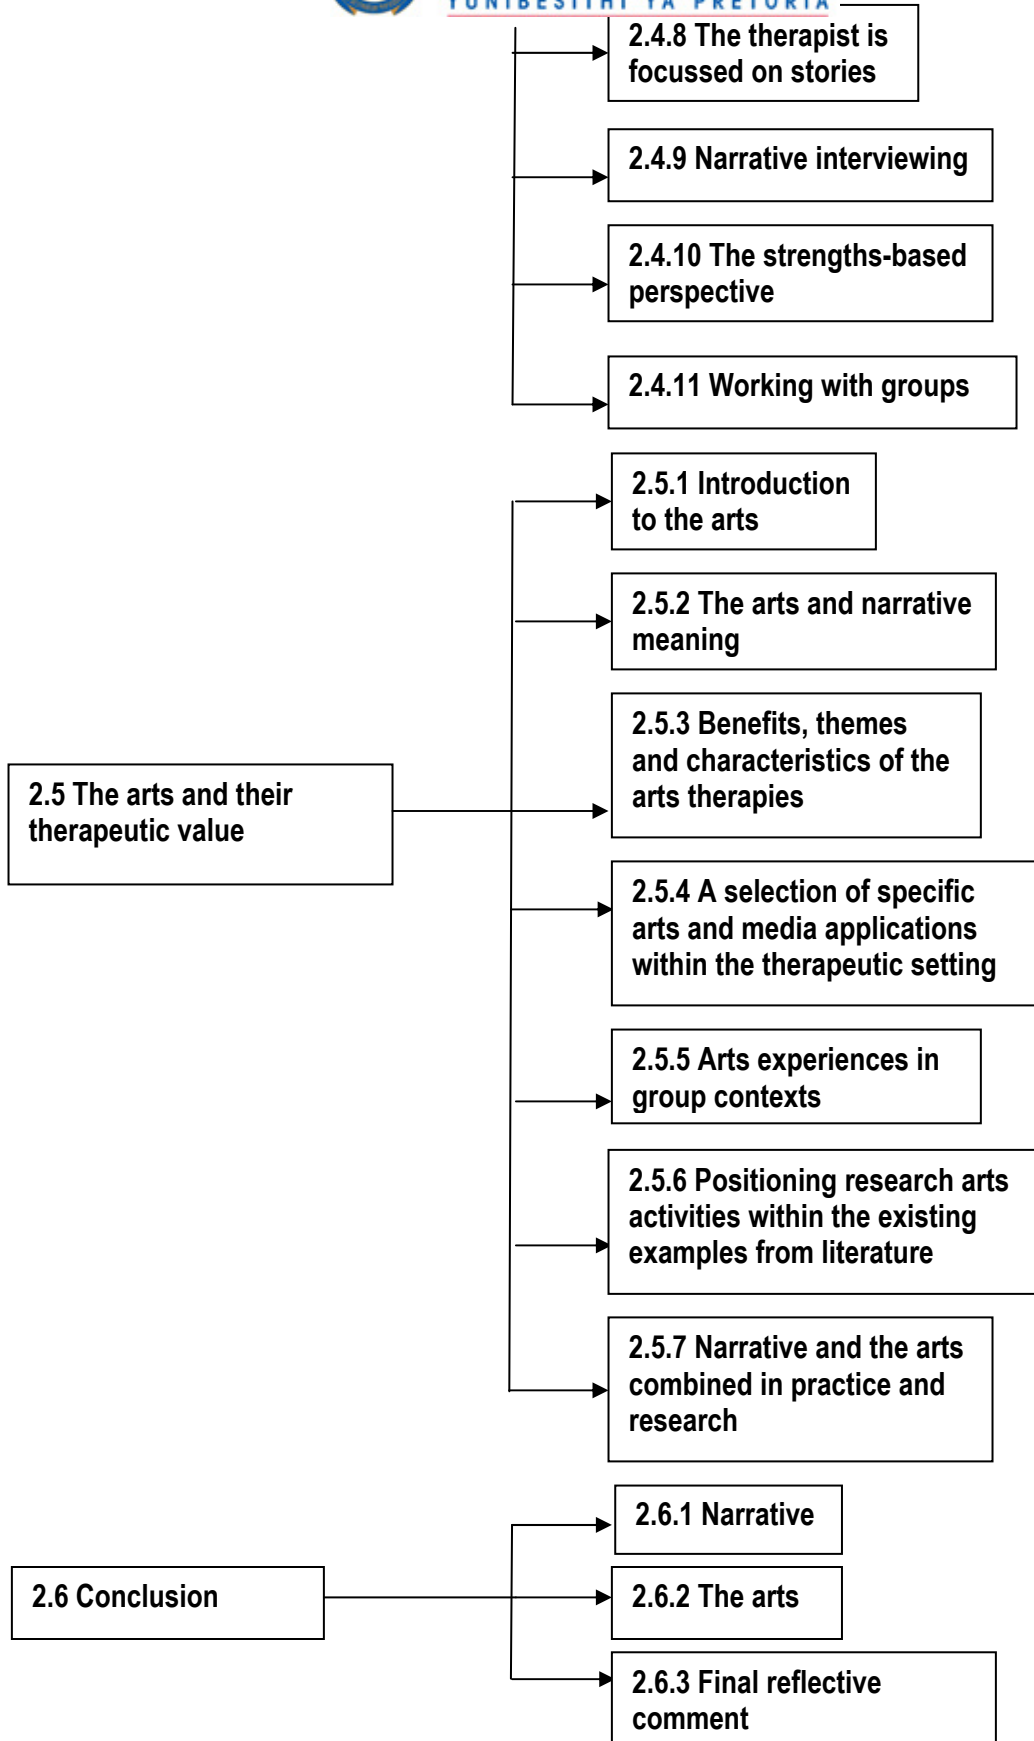 YUNIBESITHI YA PRETORIA
2.4.8 The therapist is
focussed on stories
2.4.9 Narrative interviewing
2.4.10 The strengths-based
perspective
2.4.11 Working with groups
2.5.1 Introduction
to the arts
2.5.2 The arts and narrative
meaning
2.5.3 Benefits, themes
and characteristics of the
arts therapies
2.5 The arts and their
therapeutic value
2.5.4 A selection of specific
arts and media applications
within the therapeutic setting
2.5.5 Arts experiences in
group contexts
2.5.6 Positioning research arts
activities within the existing
examples from literature
2.5.7 Narrative and the arts
combined in practice and
research
2.6.1 Narrative
2.6 Conclusion
2.6.2 The arts
2.6.3 Final reflective
comment